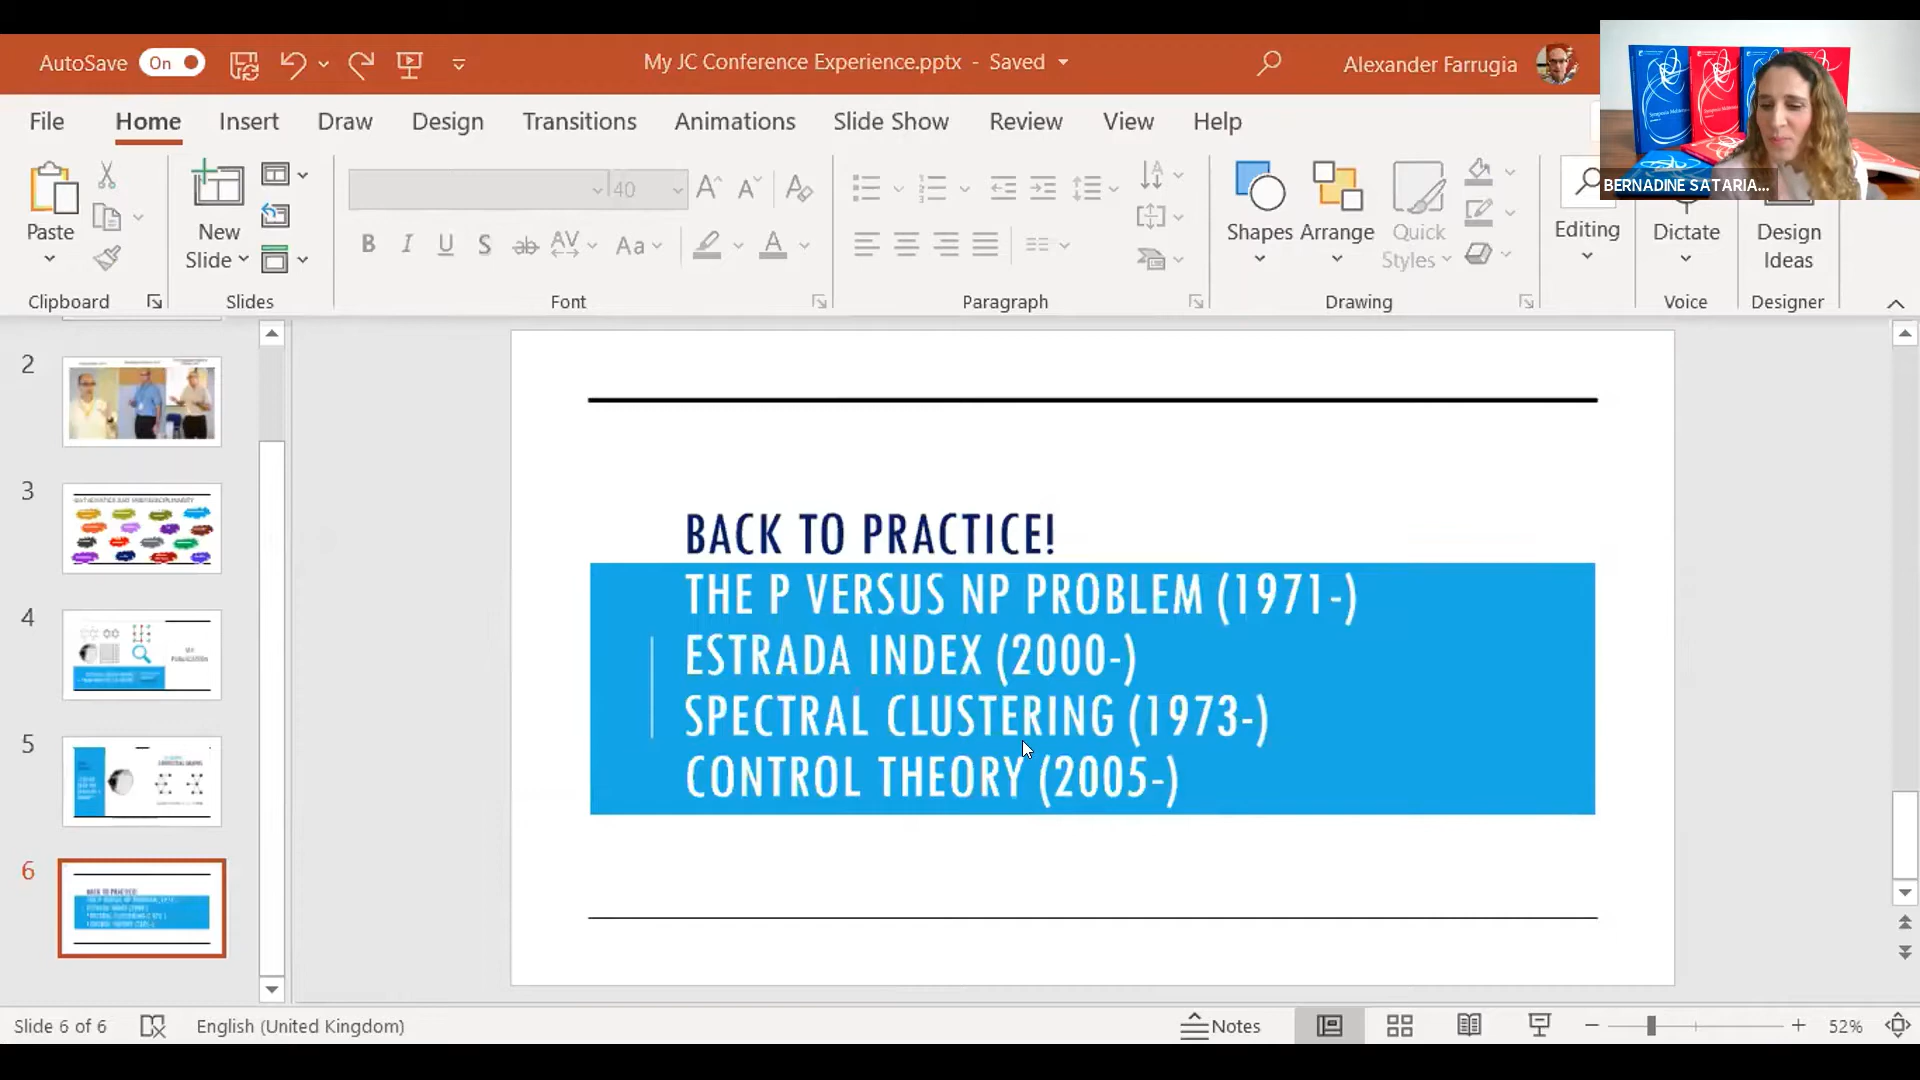 AutoSave On
My JC Conference Experience.pptx - Saved
Alexander Farrugia
BERNADINE SATARIA...
File Home Insert Draw Design Transitions Animations Slide Show Review View Help
Paste
New
Slide
40
B I U S ab AV Aa A
Shapes Arrange
Quick
Styles
Editing
Dictate
Design
Ideas
Clipboard Slides Font Paragraph Drawing Voice Designer
2
3
4
5
6
BACK TO PRACTICE!
THE P VERSUS NP PROBLEM (1971-)
ESTRADA INDEX (2000-)
SPECTRAL CLUSTERING (1973-)
CONTROL THEORY (2005-)
Slide 6 of 6
English (United Kingdom)
Notes
52%